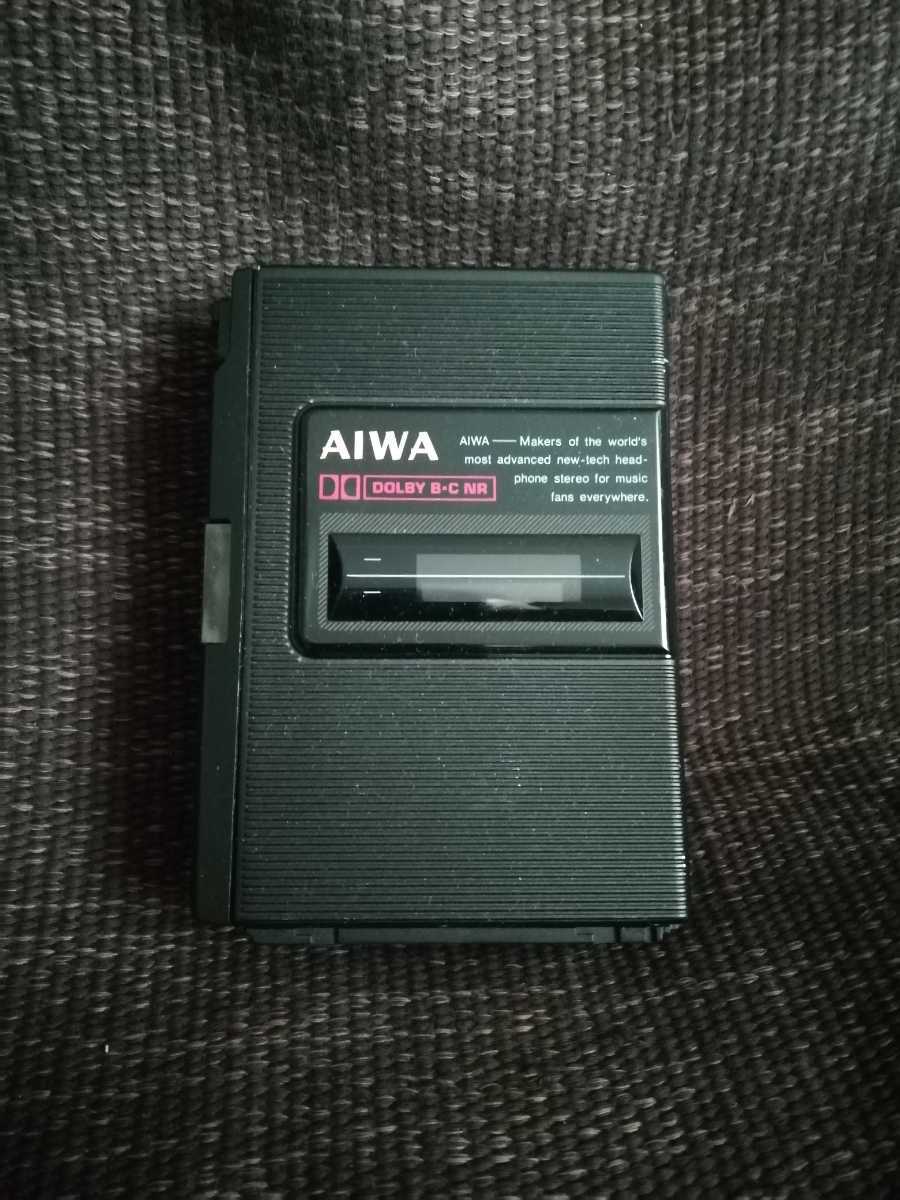 AIWA
DOLBY B·C NR
AIWA — Makers of the world's
most advanced new-tech head-
phone stereo for music
fans everywhere.